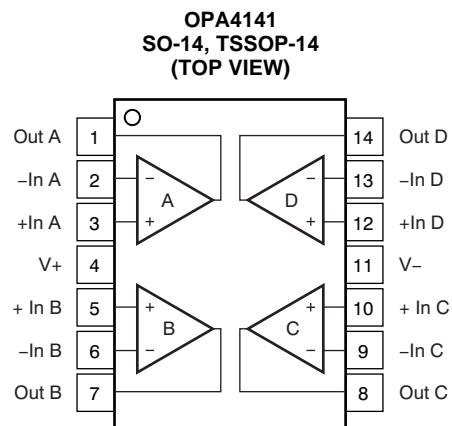 OPA4141
SO-14, TSSOP-14
(TOP VIEW)
Out A 1 14 Out D
−In A 2 − − 13 −In D
A D
+In A 3 + + 12 +In D
V+ 4 11 V−
+ In B 5 + + 10 + In C
B C
−In B 6 − − 9 −In C
Out B 7 8 Out C